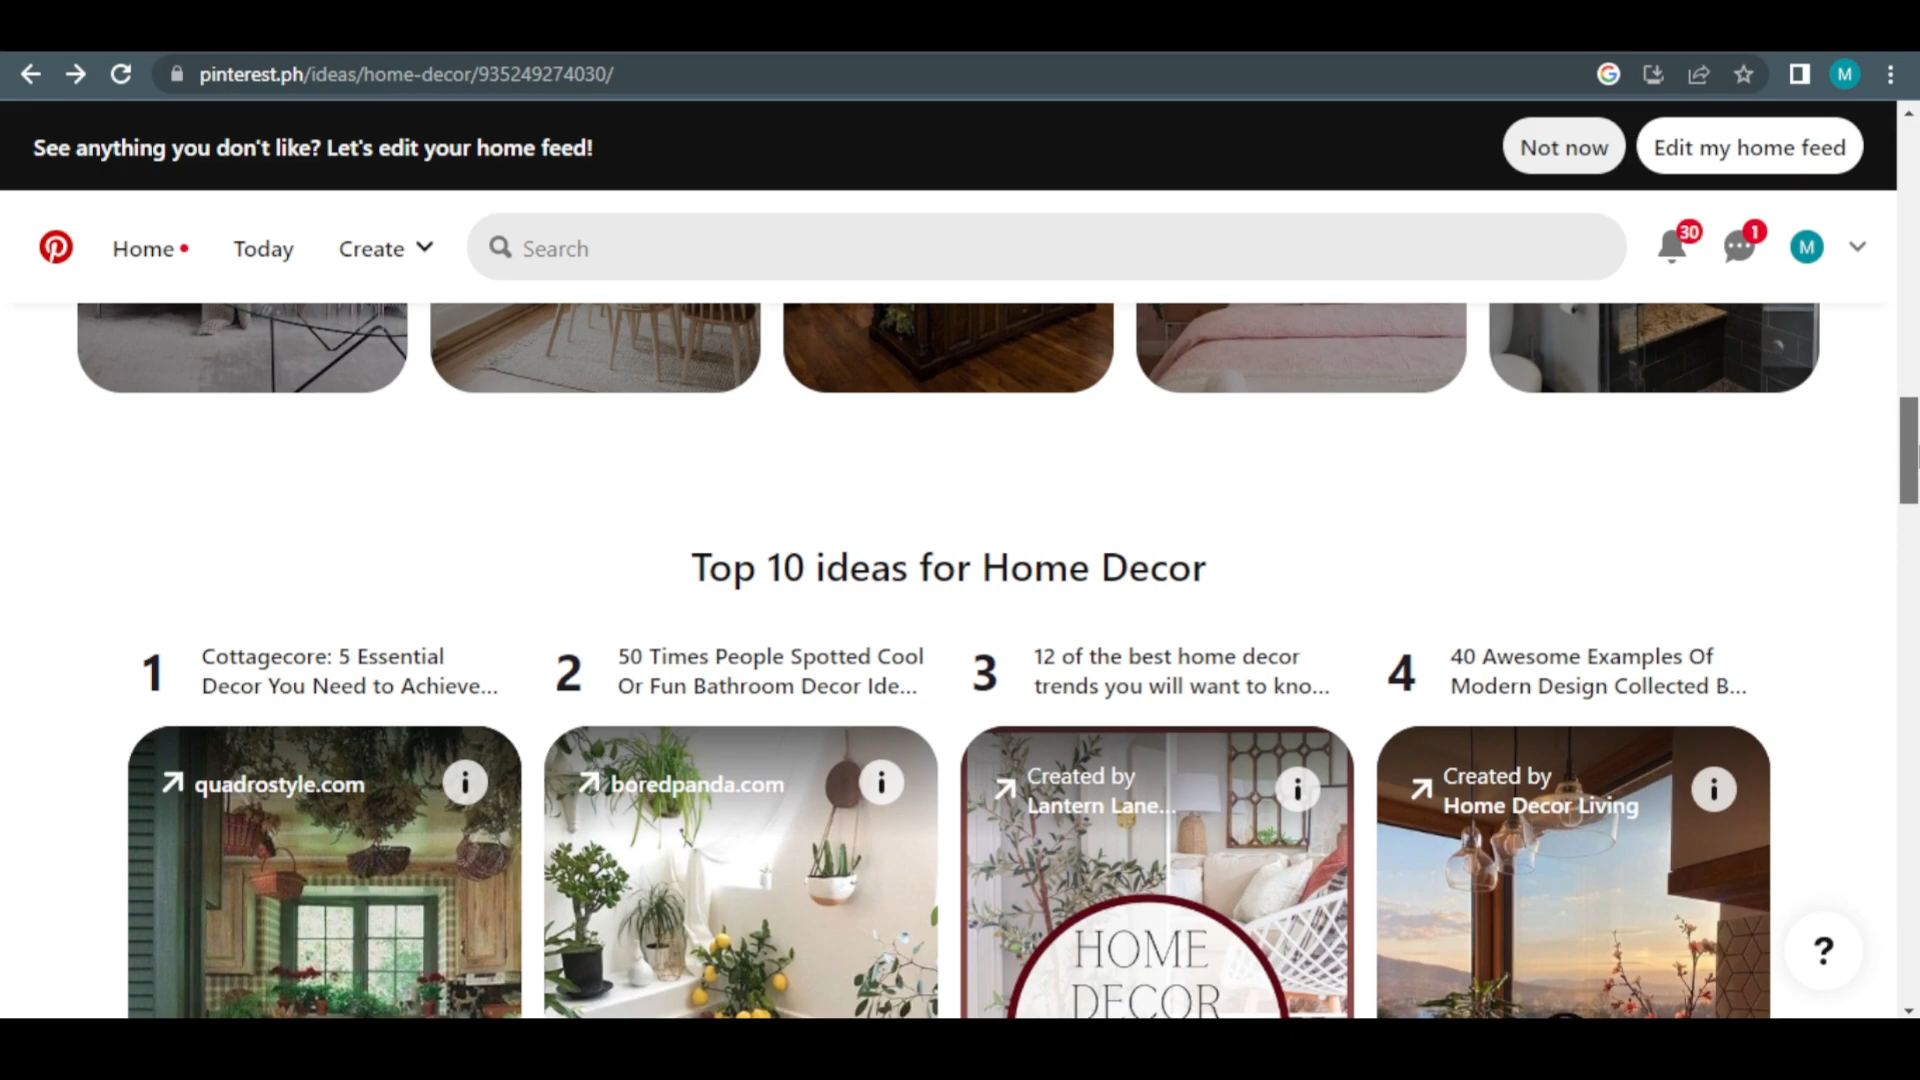 pinterest.ph/ideas/home-decor/935249274030/
M
See anything you don't like? Let's edit your home feed!
Not now
Edit my home feed
Home
Today
Create
Search
30
1
M
Top 10 ideas for Home Decor
1
Cottagecore: 5 Essential
Decor You Need to Achieve...
2
50 Times People Spotted Cool
Or Fun Bathroom Decor Ide...
3
12 of the best home decor
trends you will want to kno...
4
40 Awesome Examples Of
Modern Design Collected B...
quadrostyle.com
i
boredpanda.com
i
Created by
Lantern Lane...
i
Created by
Home Decor Living
i
HOME
DECOR
?